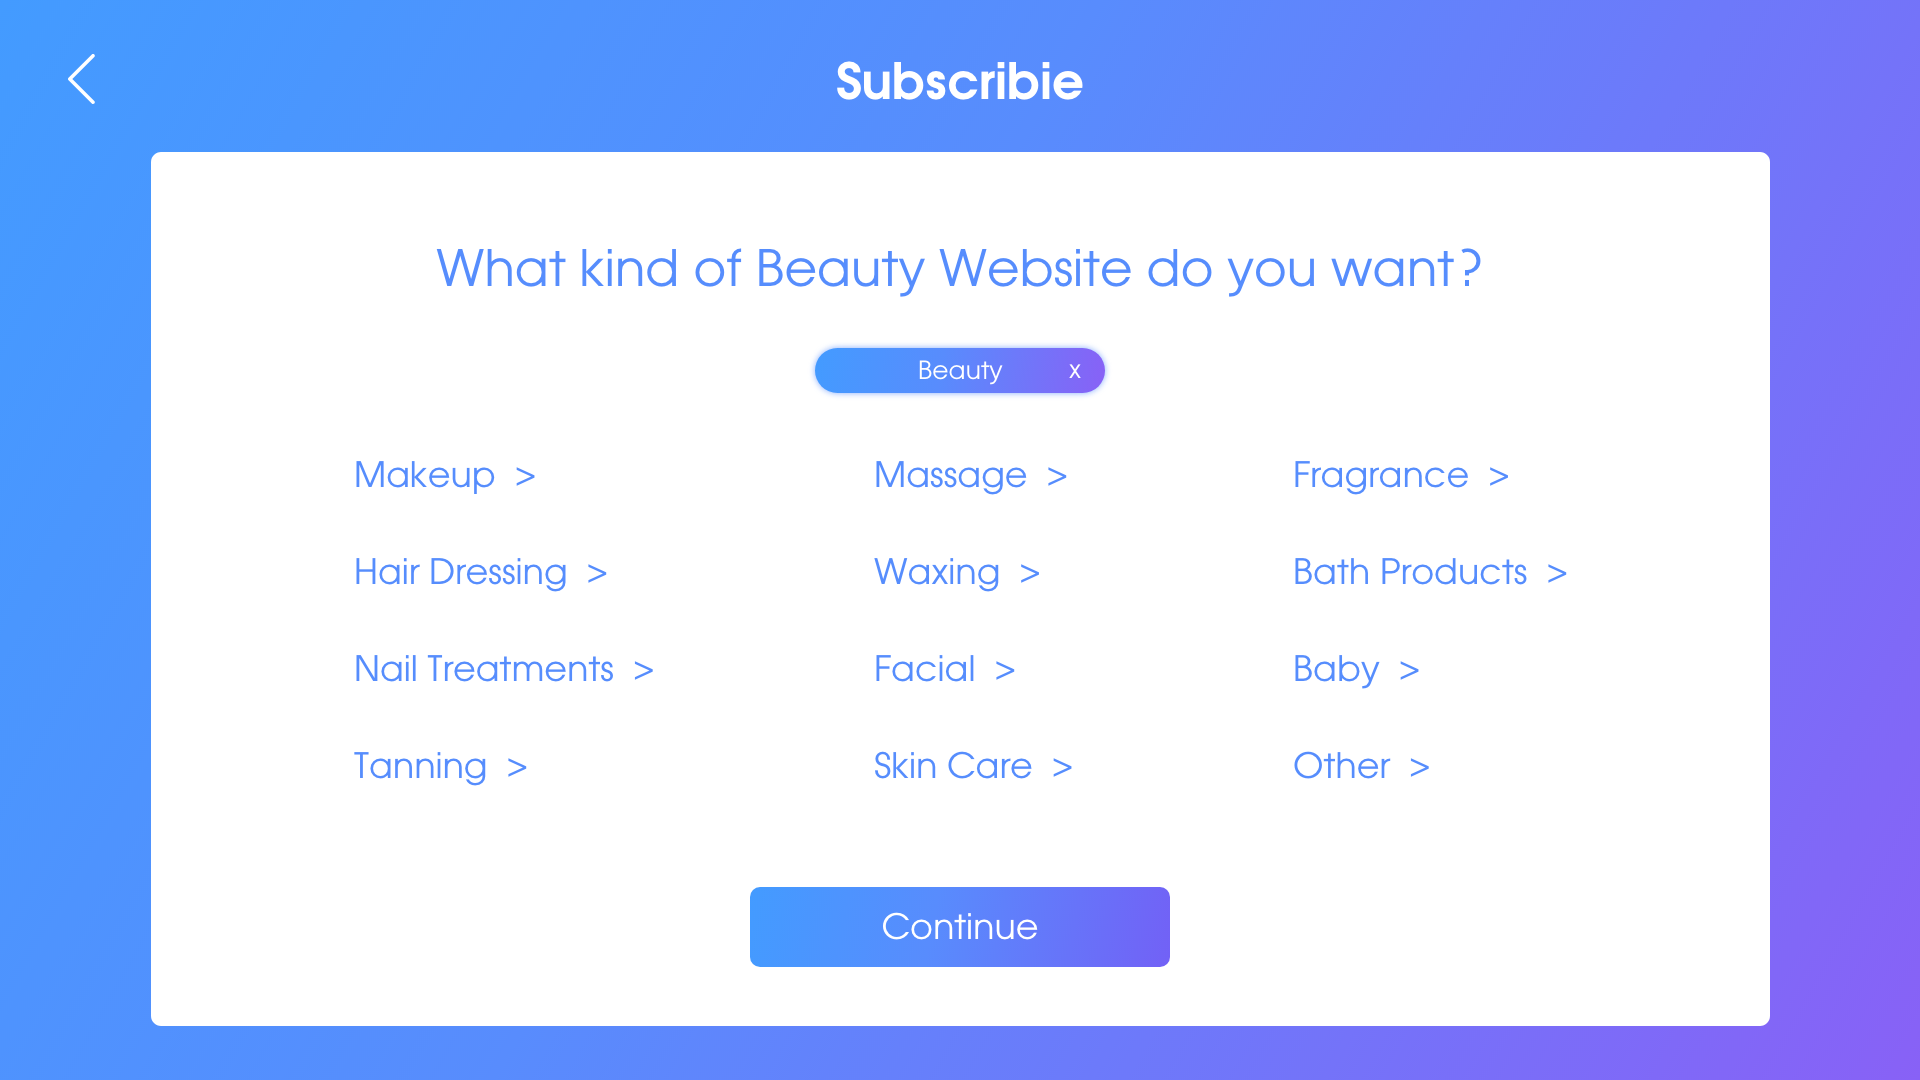 Subscribie
What kind of Beauty Website do you want?
Beauty x
Makeup > Massage > Fragrance >
Hair Dressing > Waxing > Bath Products >
Nail Treatments > Facial > Baby >
Tanning > Skin Care > Other >
Continue